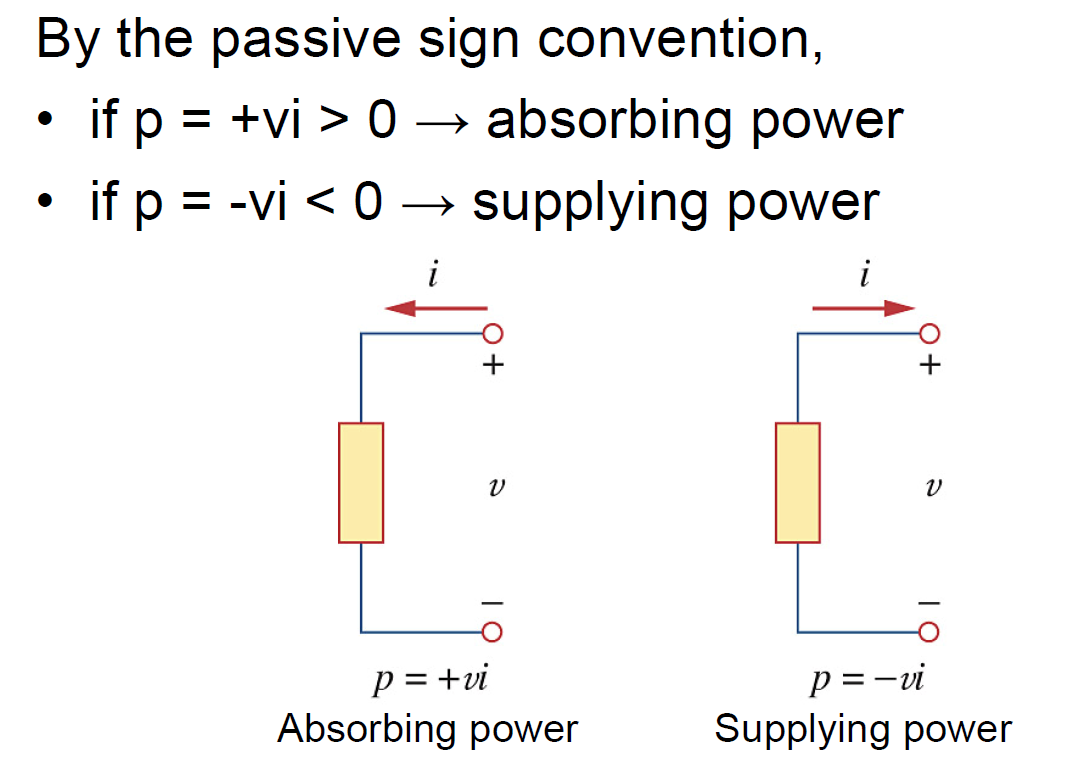 By the passive sign convention,
• if p = +vi > 0 → absorbing power
• if p = -vi < 0 → supplying power
i i
+ +
v v
– –
p = +vi p = −vi
Absorbing power Supplying power